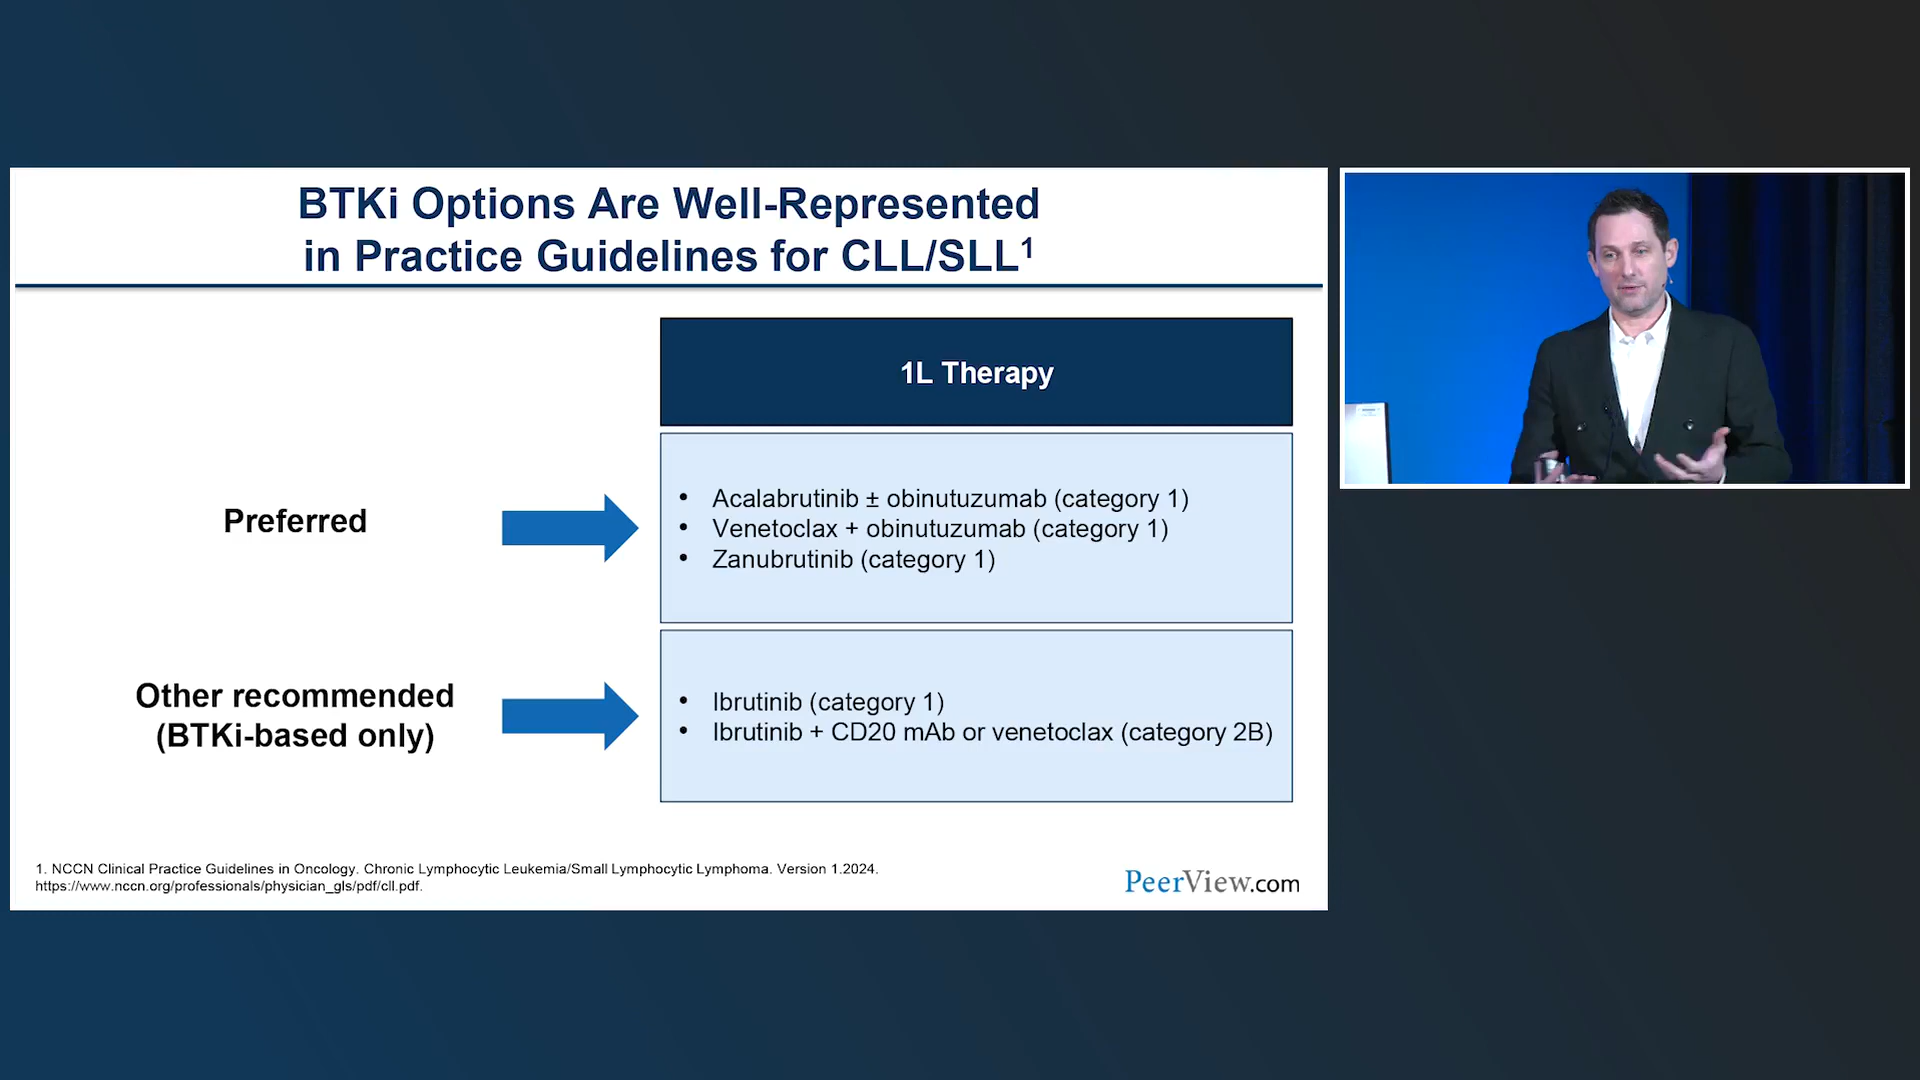 BTKi Options Are Well-Represented
in Practice Guidelines for CLL/SLL1
1L Therapy
Preferred
• Acalabrutinib ± obinutuzumab (category 1)
• Venetoclax + obinutuzumab (category 1)
• Zanubrutinib (category 1)
Other recommended
(BTKi-based only)
• Ibrutinib (category 1)
• Ibrutinib + CD20 mAb or venetoclax (category 2B)
1. NCCN Clinical Practice Guidelines in Oncology. Chronic Lymphocytic Leukemia/Small Lymphocytic Lymphoma. Version 1.2024.
https://www.nccn.org/professionals/physician_gls/pdf/cll.pdf.
PeerView.com